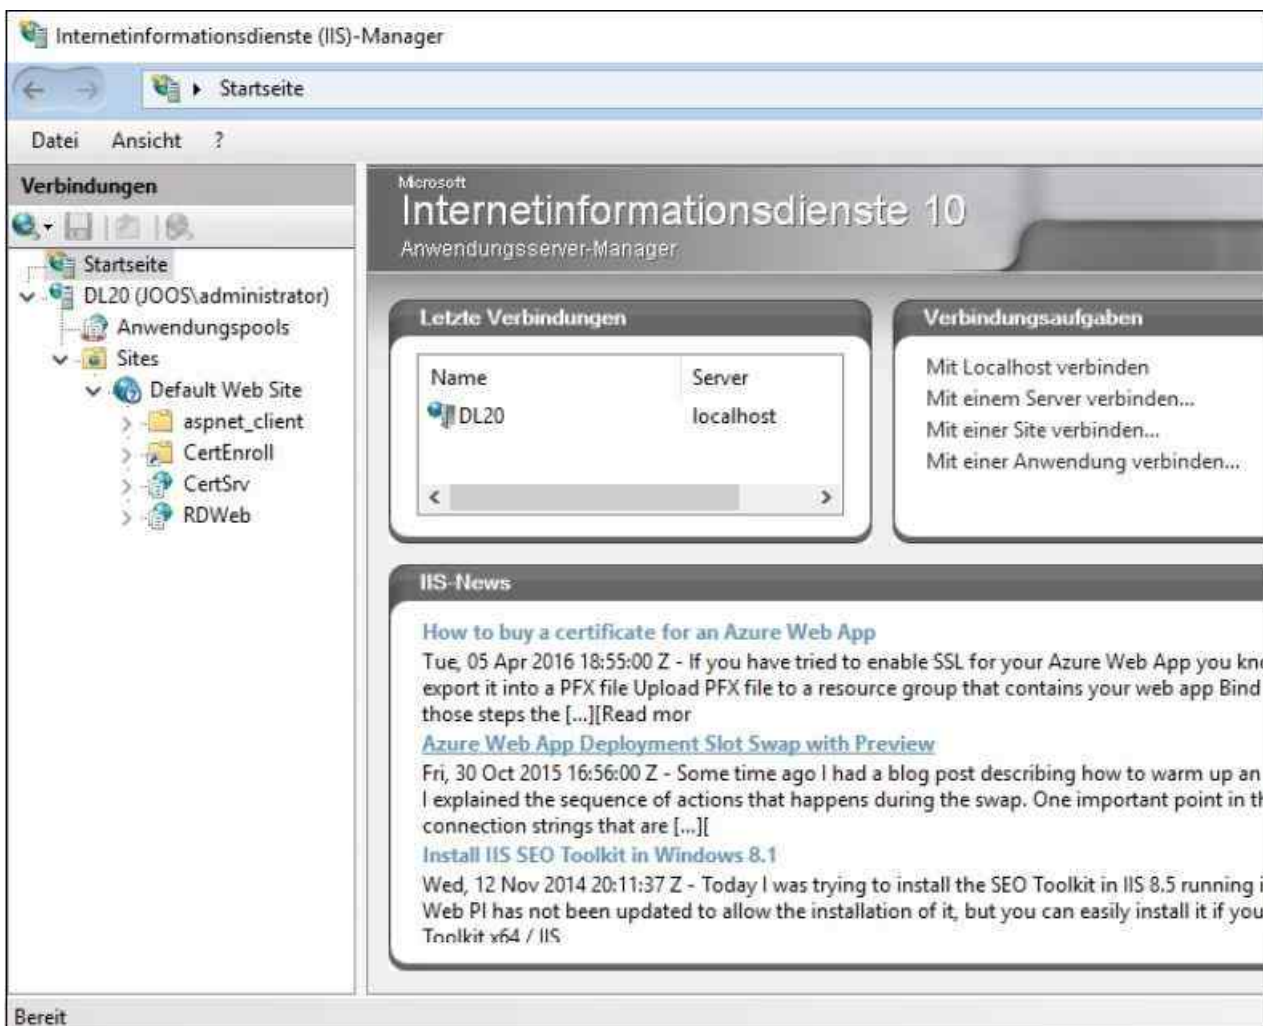 Internetinformationsdienste (IIS)-Manager
Startseite
Datei Ansicht ?
Verbindungen
Startseite
DL20 (JOOS\administrator)
Anwendungspools
Sites
Default Web Site
aspnet_client
CertEnroll
CertSrv
RDWeb
Microsoft
Internetinformationsdienste 10
Anwendungsserver-Manager
Letzte Verbindungen
Name Server
DL20 localhost
Verbindungsaufgaben
Mit Localhost verbinden
Mit einem Server verbinden...
Mit einer Site verbinden...
Mit einer Anwendung verbinden...
IIS-News
How to buy a certificate for an Azure Web App
Tue, 05 Apr 2016 18:55:00 Z - If you have tried to enable SSL for your Azure Web App you kno
export it into a PFX file Upload PFX file to a resource group that contains your web app Bind
those steps the [...][Read mor
Azure Web App Deployment Slot Swap with Preview
Fri, 30 Oct 2015 16:56:00 Z - Some time ago I had a blog post describing how to warm up an
I explained the sequence of actions that happens during the swap. One important point in th
connection strings that are [...][
Install IIS SEO Toolkit in Windows 8.1
Wed, 12 Nov 2014 20:11:37 Z - Today I was trying to install the SEO Toolkit in IIS 8.5 running i
Web PI has not been updated to allow the installation of it, but you can easily install it if you
Toolkit x64 / IIS
Bereit